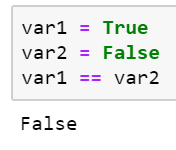 var1 = True
var2 = False
var1 == var2
False